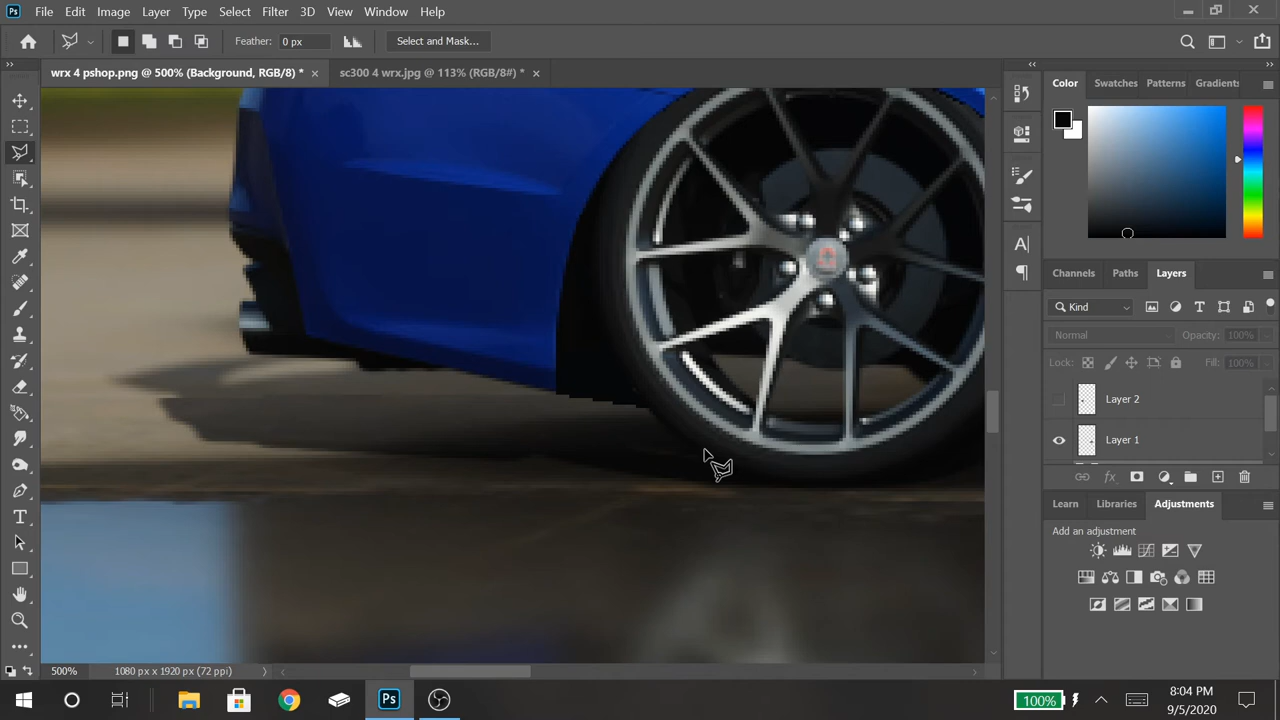 Ps File Edit Image Layer Type Select Filter 3D View Window Help
Feather: 0 px Select and Mask...
wrx 4 pshop.png @ 500% (Background, RGB/8) * × sc300 4 wrx.jpg @ 113% (RGB/8#) * ×
Color Swatches Patterns Gradients
Channels Paths Layers
Kind
Normal Opacity: 100%
Lock: Fill: 100%
Layer 2
Layer 1
fx
Learn Libraries Adjustments
Add an adjustment
500% 1080 px x 1920 px (72 ppi)
Ps 100% 8:04 PM
9/5/2020